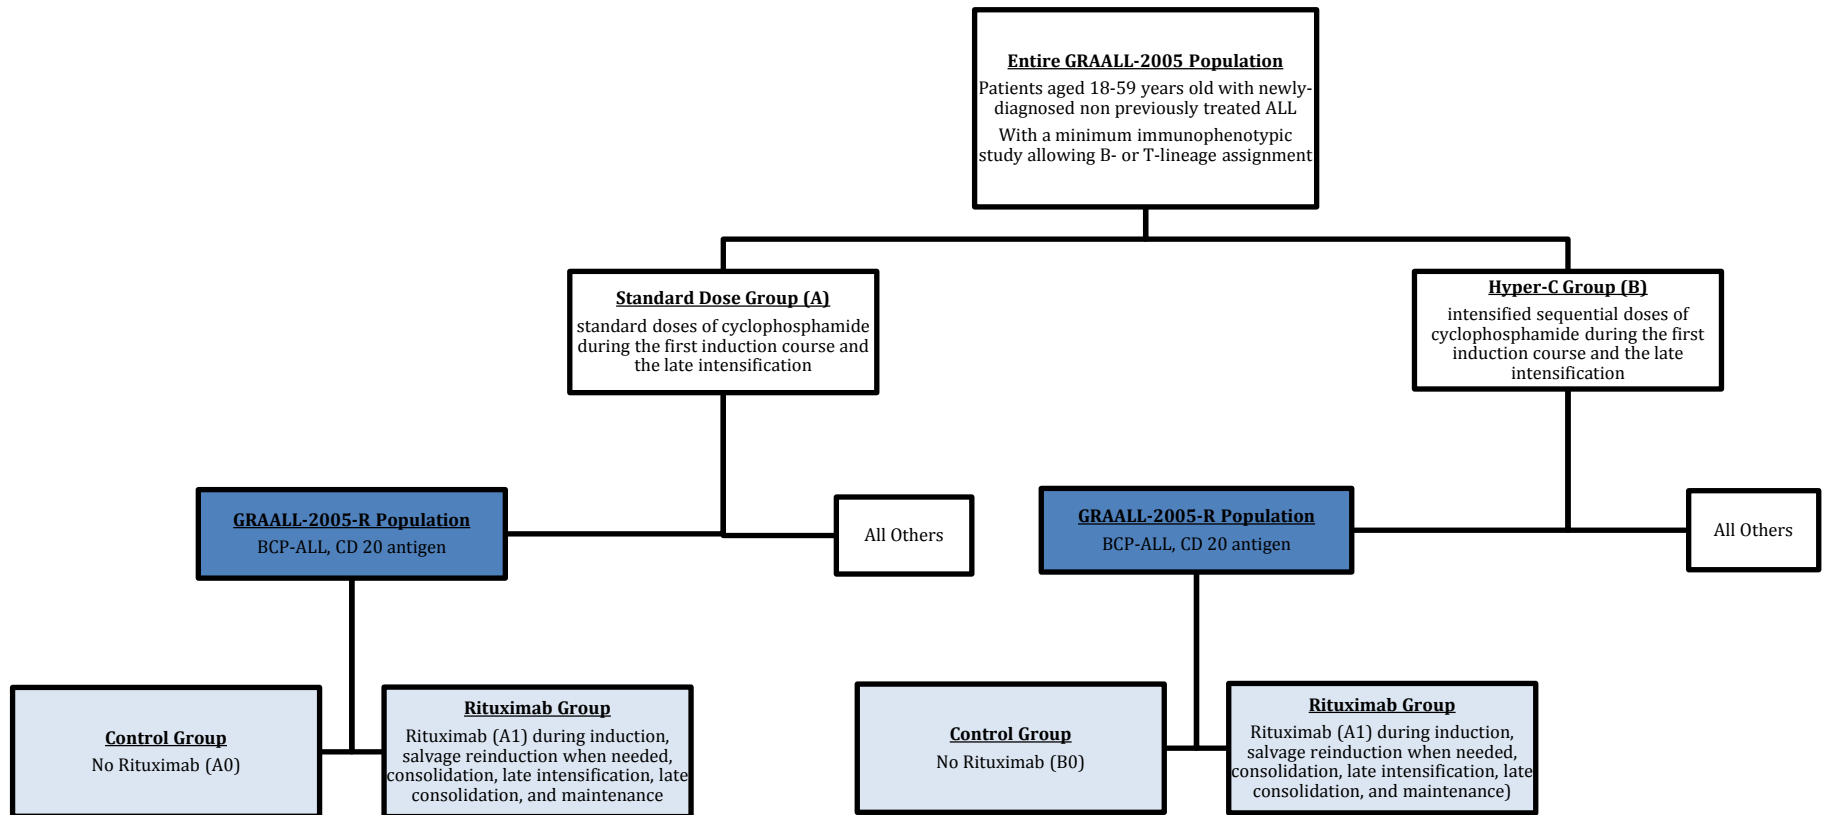 Entire GRAALL-2005 Population
Patients aged 18-59 years old with newly-
diagnosed non previously treated ALL
With a minimum immunophenotypic
study allowing B- or T-lineage assignment
Standard Dose Group (A)
standard doses of cyclophosphamide
during the first induction course and
the late intensification
Hyper-C Group (B)
intensified sequential doses of
cyclophosphamide during the first
induction course and the late
intensification
GRAALL-2005-R Population
BCP-ALL, CD 20 antigen
All Others
GRAALL-2005-R Population
BCP-ALL, CD 20 antigen
All Others
Control Group
No Rituximab (A0)
Rituximab Group
Rituximab (A1) during induction,
salvage reinduction when needed,
consolidation, late intensification, late
consolidation, and maintenance
Control Group
No Rituximab (B0)
Rituximab Group
Rituximab (A1) during induction,
salvage reinduction when needed,
consolidation, late intensification, late
consolidation, and maintenance)